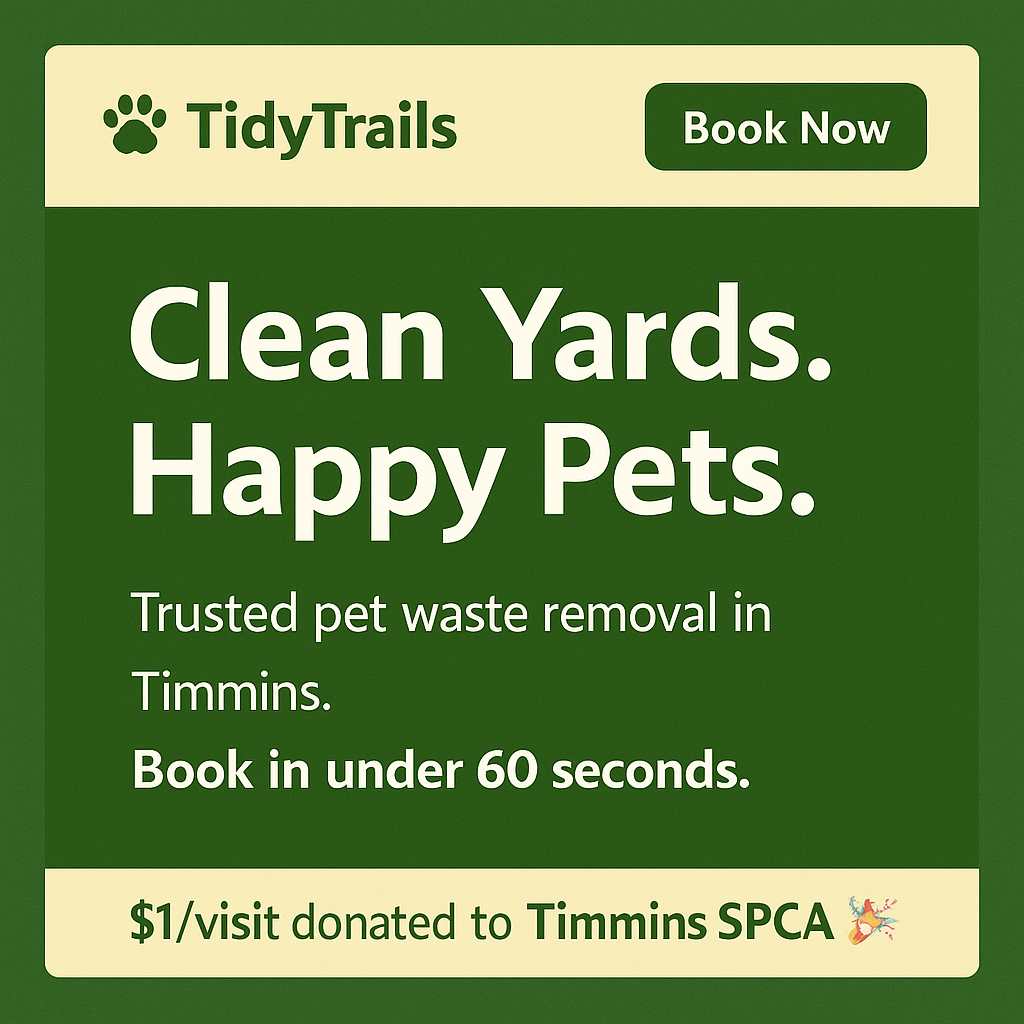 TidyTrails
Book Now
Clean Yards.
Happy Pets.
Trusted pet waste removal in
Timmins.
Book in under 60 seconds.
$1/visit donated to Timmins SPCA